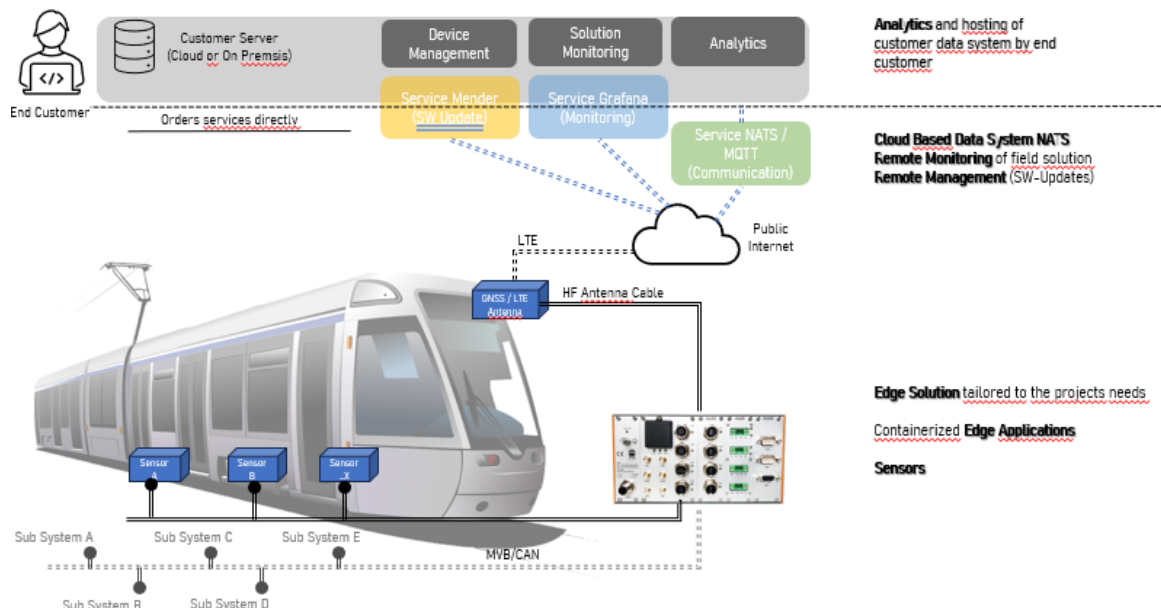 Customer Server
(Cloud or On Premsis)
Device
Management
Solution
Monitoring
Analytics
Analytics and hosting of
customer data system by end
customer
End Customer
Orders services directly
Service Mender
(SW Update)
Service Grafana
(Monitoring)
Service NATS /
MQTT
(Communication)
Cloud Based Data System NATS
Remote Monitoring of field solution
Remote Management (SW-Updates)
Public
Internet
LTE
GNSS / LTE
Antenna
HF Antenna Cable
Edge Solution tailored to the projects needs
Containerized Edge Applications
Sensors
Sensor
A
Sensor
B
Sensor
X
Sub System A
Sub System C
Sub System E
MVB/CAN
Sub System B
Sub System D